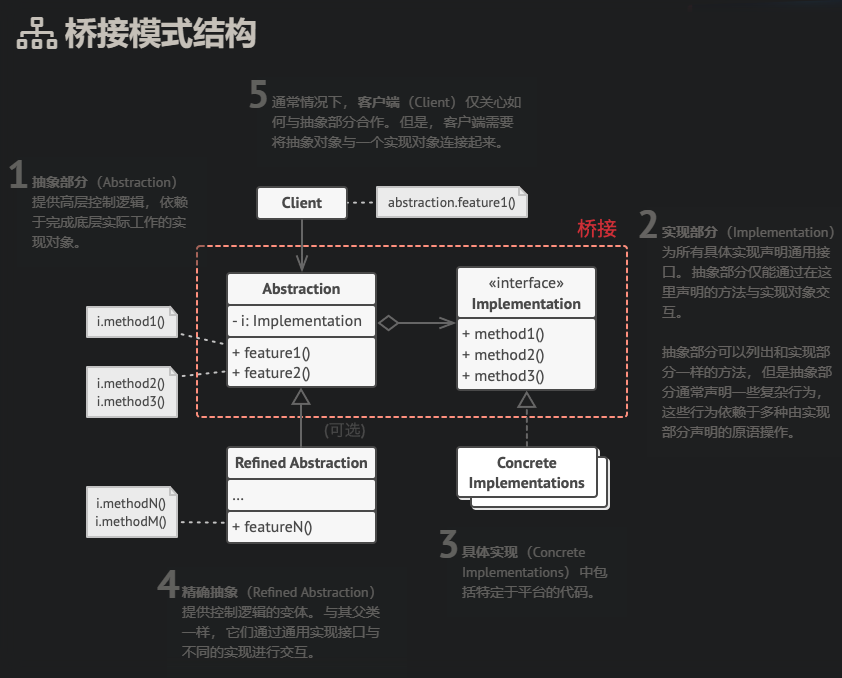 桥接模式结构
5
通常情况下， 客户端 （Client） 仅关心如
何与抽象部分合作。 但是， 客户端需要
将抽象对象与一个实现对象连接起来。
1
抽象部分 （Abstraction）
提供高层控制逻辑， 依赖
于完成底层实际工作的实
现对象。
Client
abstraction.feature1()
桥接
2
实现部分 （Implementation）
为所有具体实现声明通用接
口。 抽象部分仅能通过在这
里声明的方法与实现对象交
互。
抽象部分可以列出和实现部
分一样的方法， 但是抽象部
分通常声明一些复杂行为，
这些行为依赖于多种由实现
部分声明的原语操作。
Abstraction
- i: Implementation
+ feature1()
+ feature2()
«interface»
Implementation
+ method1()
+ method2()
+ method3()
i.method1()
i.method2()
i.method3()
(可选)
Refined Abstraction
...
+ featureN()
Concrete
Implementations
i.methodN()
i.methodM()
3
具体实现 （Concrete
Implementations） 中包
括特定于平台的代码。
4
精确抽象 （Refined Abstraction）
提供控制逻辑的变体。 与其父类
一样， 它们通过通用实现接口与
不同的实现进行交互。